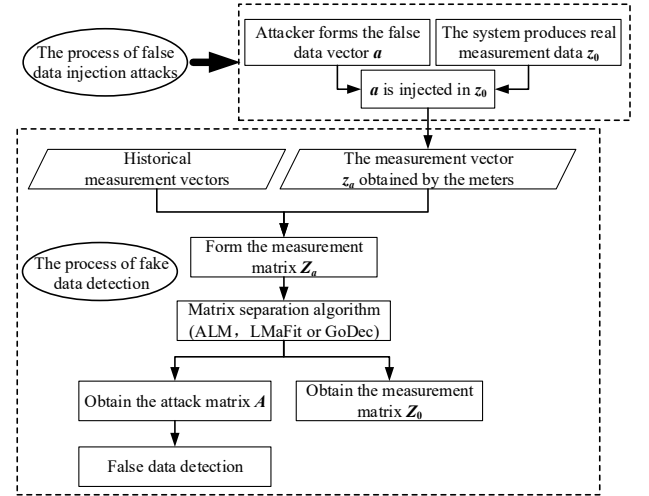 The process of false
data injection attacks
Attacker forms the false
data vector a
The system produces real
measurement data z0
a is injected in z0
Historical
measurement vectors
The measurement vector
za obtained by the meters
The process of fake
data detection
Form the measurement
matrix Za
Matrix separation algorithm
(ALM，LMaFit or GoDec)
Obtain the attack matrix A
Obtain the measurement
matrix Z0
False data detection